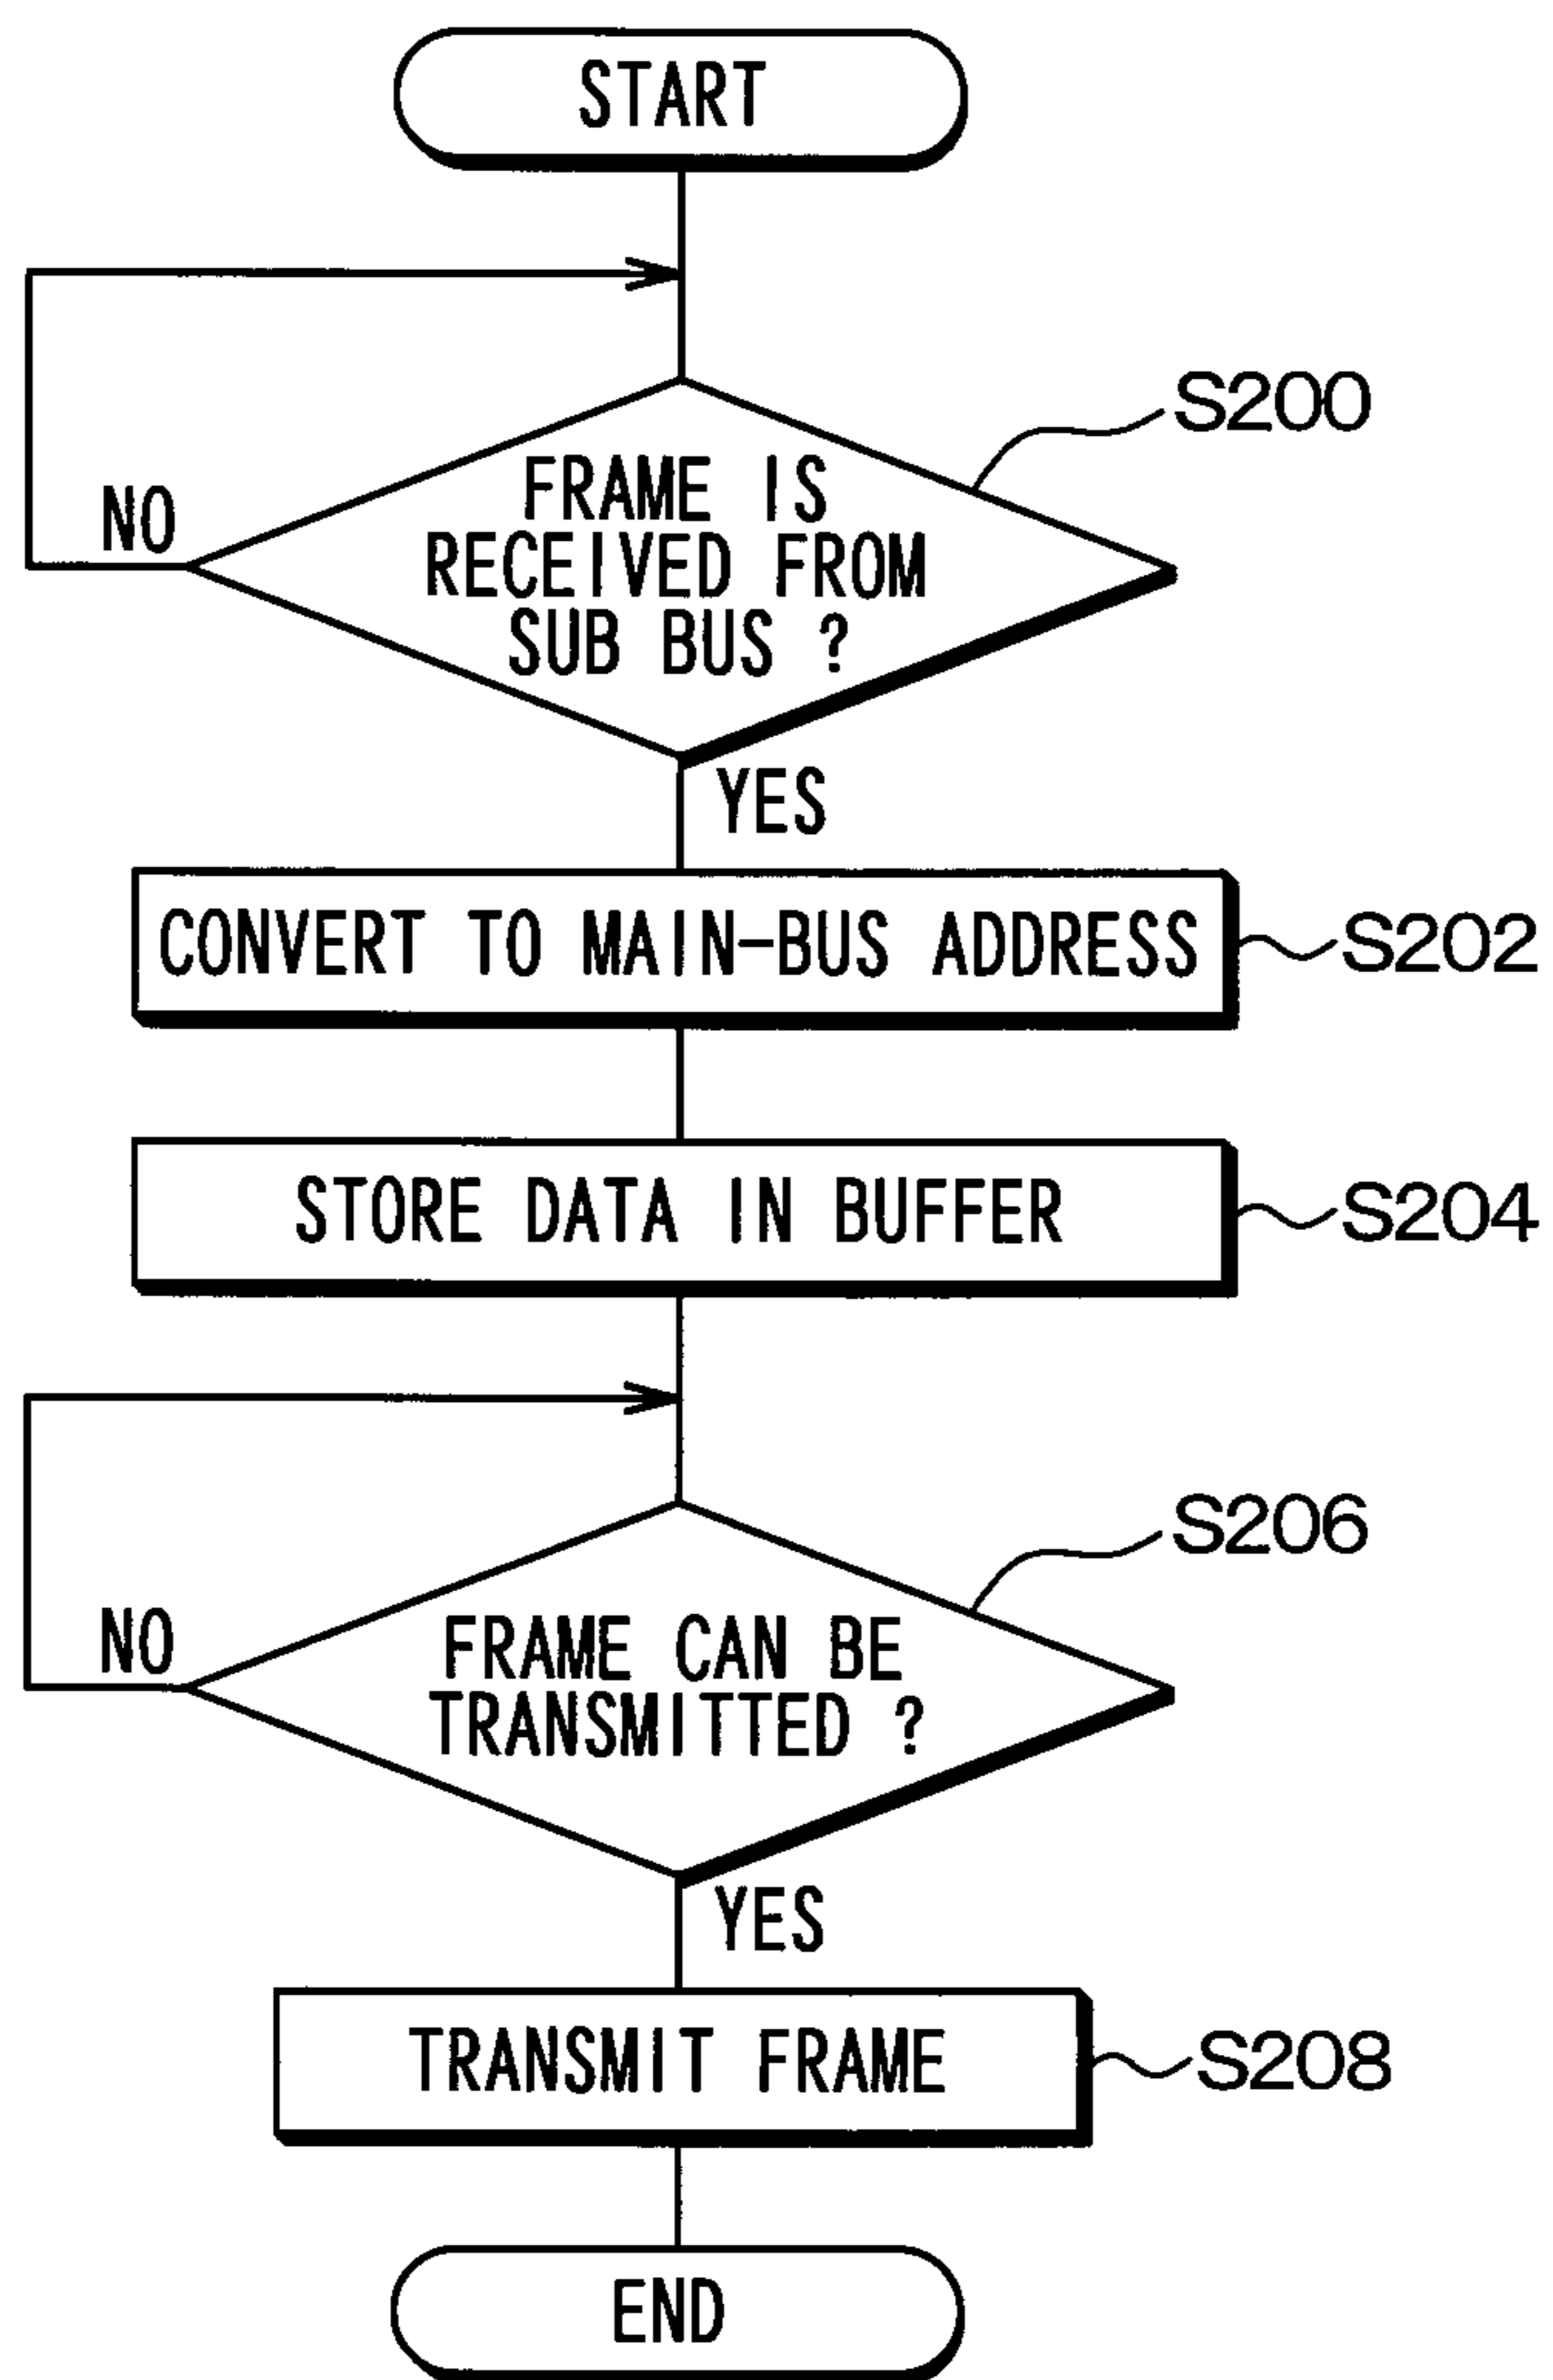 START
S200
FRAME IS
NO
RECEIVED FROM
SUB BUS ?
YES
CONVERT TO MAIN-BUS ADDRESS
S202
STORE DATA IN BUFFER
S204
S206
NO
FRAME CAN BE
TRANSMITTED ?
YES
TRANSMIT FRAME
S208
END